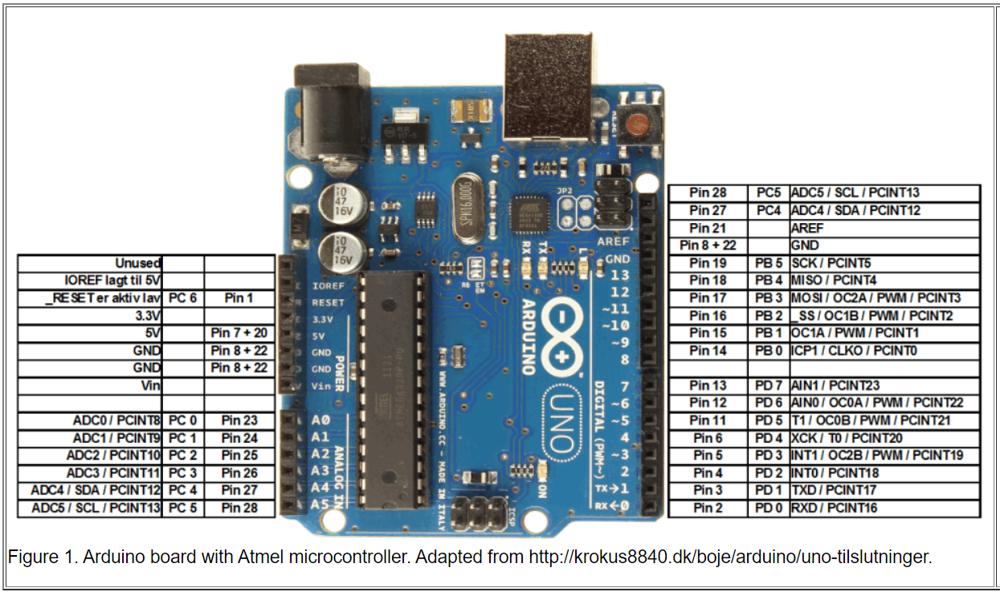 X10S
RESET
10
47
16V
10
47
16V
SPK16.000G
JP2
RX
TX
L
AREF
GND
13
12
~11
~10
~9
8
7
~6
~5
4
~3
2
TX→1
RX←0
DIGITAL (PWM~)
IOREF
RESET
3.3V
5V
GND
GND
Vin
POWER
A0
A1
A2
A3
A4
A5
ANALOG IN
RESET EN
ARDUINO
UNO
WWW.ARDUINO.CC - MADE IN ITALY
ON
ICSP
Unused
IOREF lagt til 5V
_RESET er aktiv lav PC 6 Pin 1
3.3V
5V Pin 7 + 20
GND Pin 8 + 22
GND Pin 8 + 22
Vin
ADC0 / PCINT8 PC 0 Pin 23
ADC1 / PCINT9 PC 1 Pin 24
ADC2 / PCINT10 PC 2 Pin 25
ADC3 / PCINT11 PC 3 Pin 26
ADC4 / SDA / PCINT12 PC 4 Pin 27
ADC5 / SCL / PCINT13 PC 5 Pin 28
Pin 28 PC5 ADC5 / SCL / PCINT13
Pin 27 PC4 ADC4 / SDA / PCINT12
Pin 21 AREF
Pin 8 + 22 GND
Pin 19 PB 5 SCK / PCINT5
Pin 18 PB 4 MISO / PCINT4
Pin 17 PB 3 MOSI / OC2A / PWM / PCINT3
Pin 16 PB 2 _SS / OC1B / PWM / PCINT2
Pin 15 PB 1 OC1A / PWM / PCINT1
Pin 14 PB 0 ICP1 / CLKO / PCINT0
Pin 13 PD 7 AIN1 / PCINT23
Pin 12 PD 6 AIN0 / OC0A / PWM / PCINT22
Pin 11 PD 5 T1 / OC0B / PWM / PCINT21
Pin 6 PD 4 XCK / T0 / PCINT20
Pin 5 PD 3 INT1 / OC2B / PWM / PCINT19
Pin 4 PD 2 INT0 / PCINT18
Pin 3 PD 1 TXD / PCINT17
Pin 2 PD 0 RXD / PCINT16
Figure 1. Arduino board with Atmel microcontroller. Adapted from http://krokus8840.dk/boje/arduino/uno-tilslutninger.